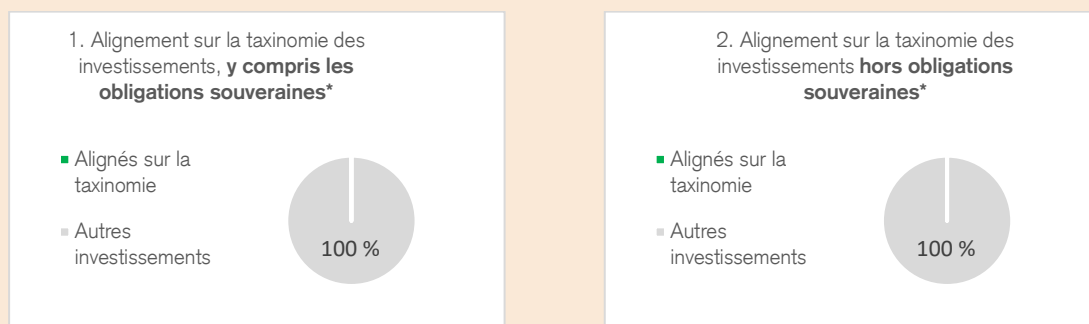 1. Alignement sur la taxinomie des
investissements, y compris les
obligations souveraines*
Alignés sur la
taxinomie
Autres
investissements
100 %
2. Alignement sur la taxinomie des
investissements hors obligations
souveraines*
Alignés sur la
taxinomie
Autres
investissements
100 %